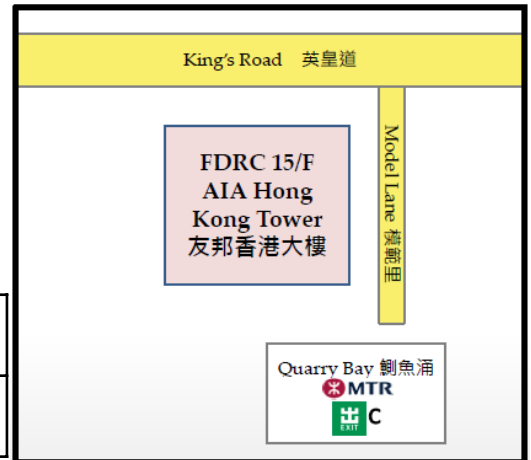 King's Road 英皇道
Model Lane 模範里
FDRC 15/F
AIA Hong
Kong Tower
友邦香港大樓
Quarry Bay 鰂魚涌
MTR
出 C
EXIT